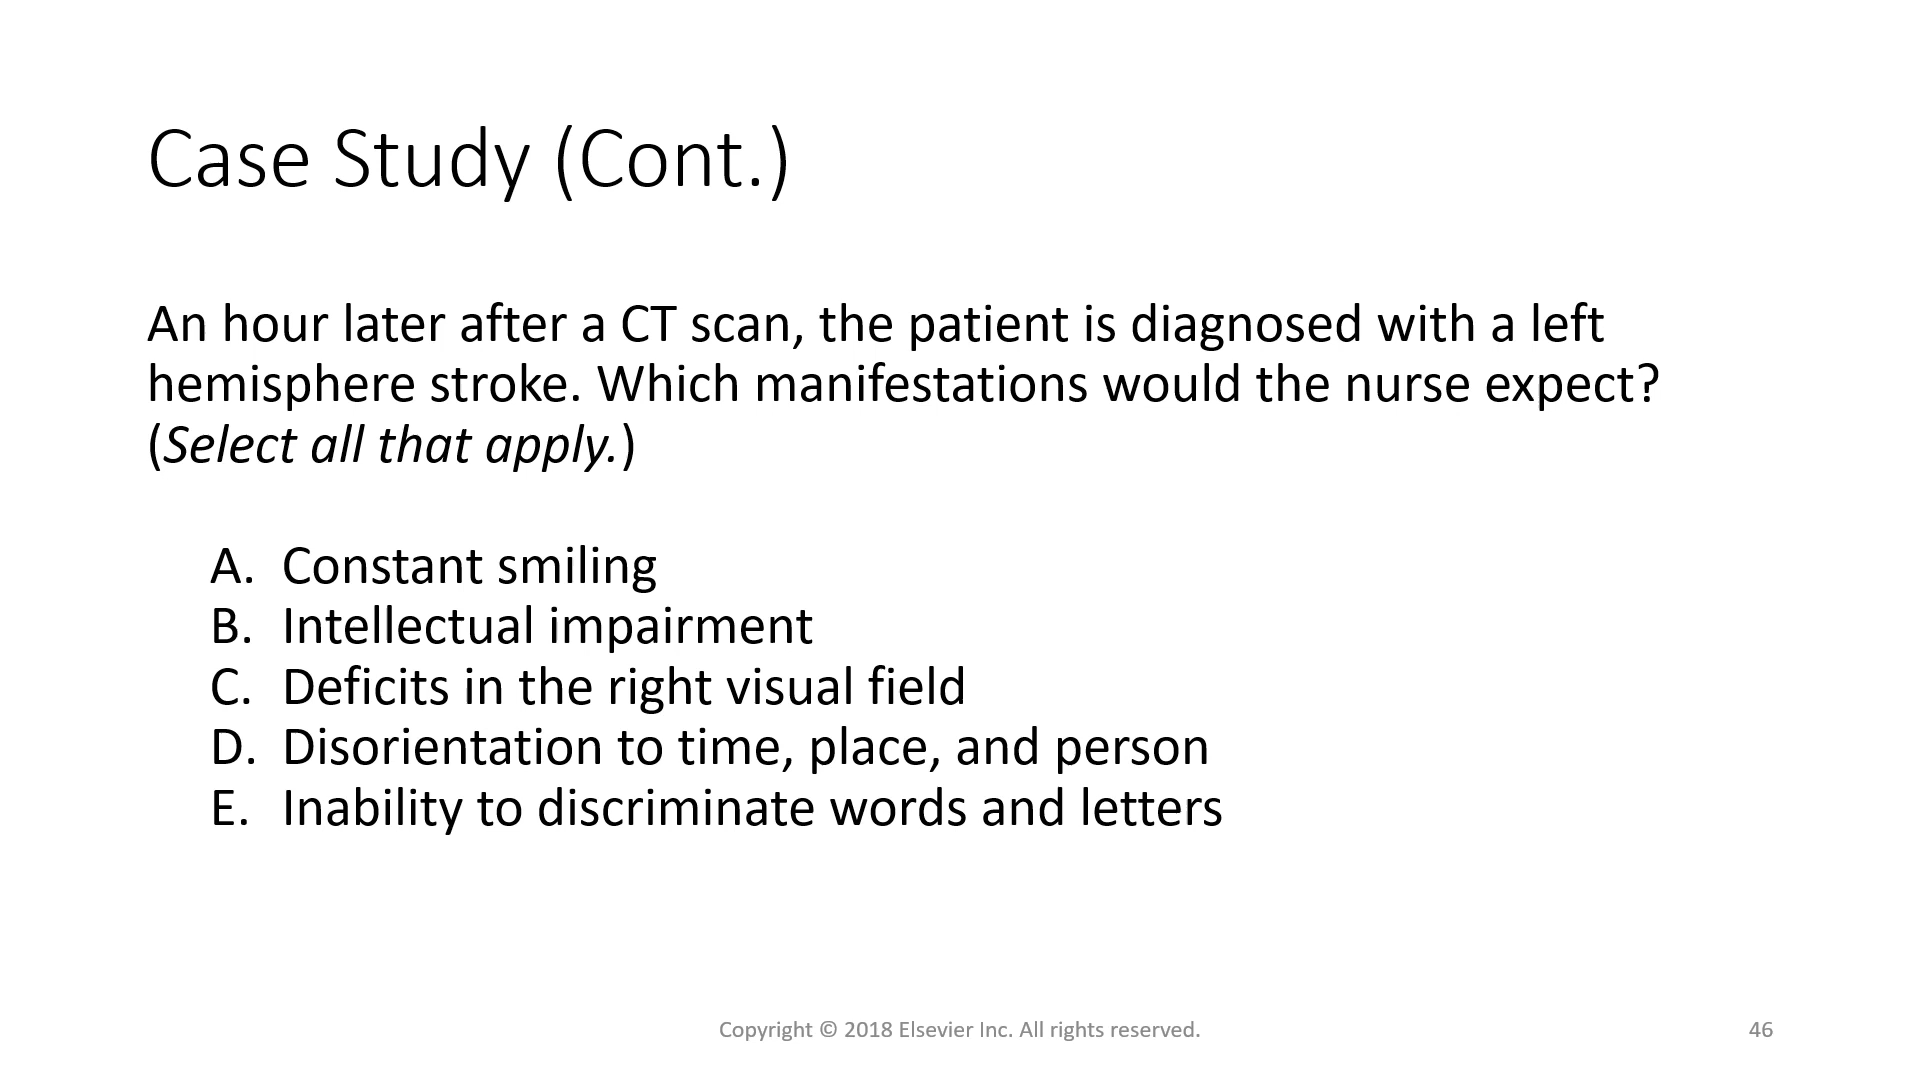 Case Study (Cont.)
An hour later after a CT scan, the patient is diagnosed with a left
hemisphere stroke. Which manifestations would the nurse expect?
(Select all that apply.)
A. Constant smiling
B. Intellectual impairment
C. Deficits in the right visual field
D. Disorientation to time, place, and person
E. Inability to discriminate words and letters
Copyright © 2018 Elsevier Inc. All rights reserved.
46